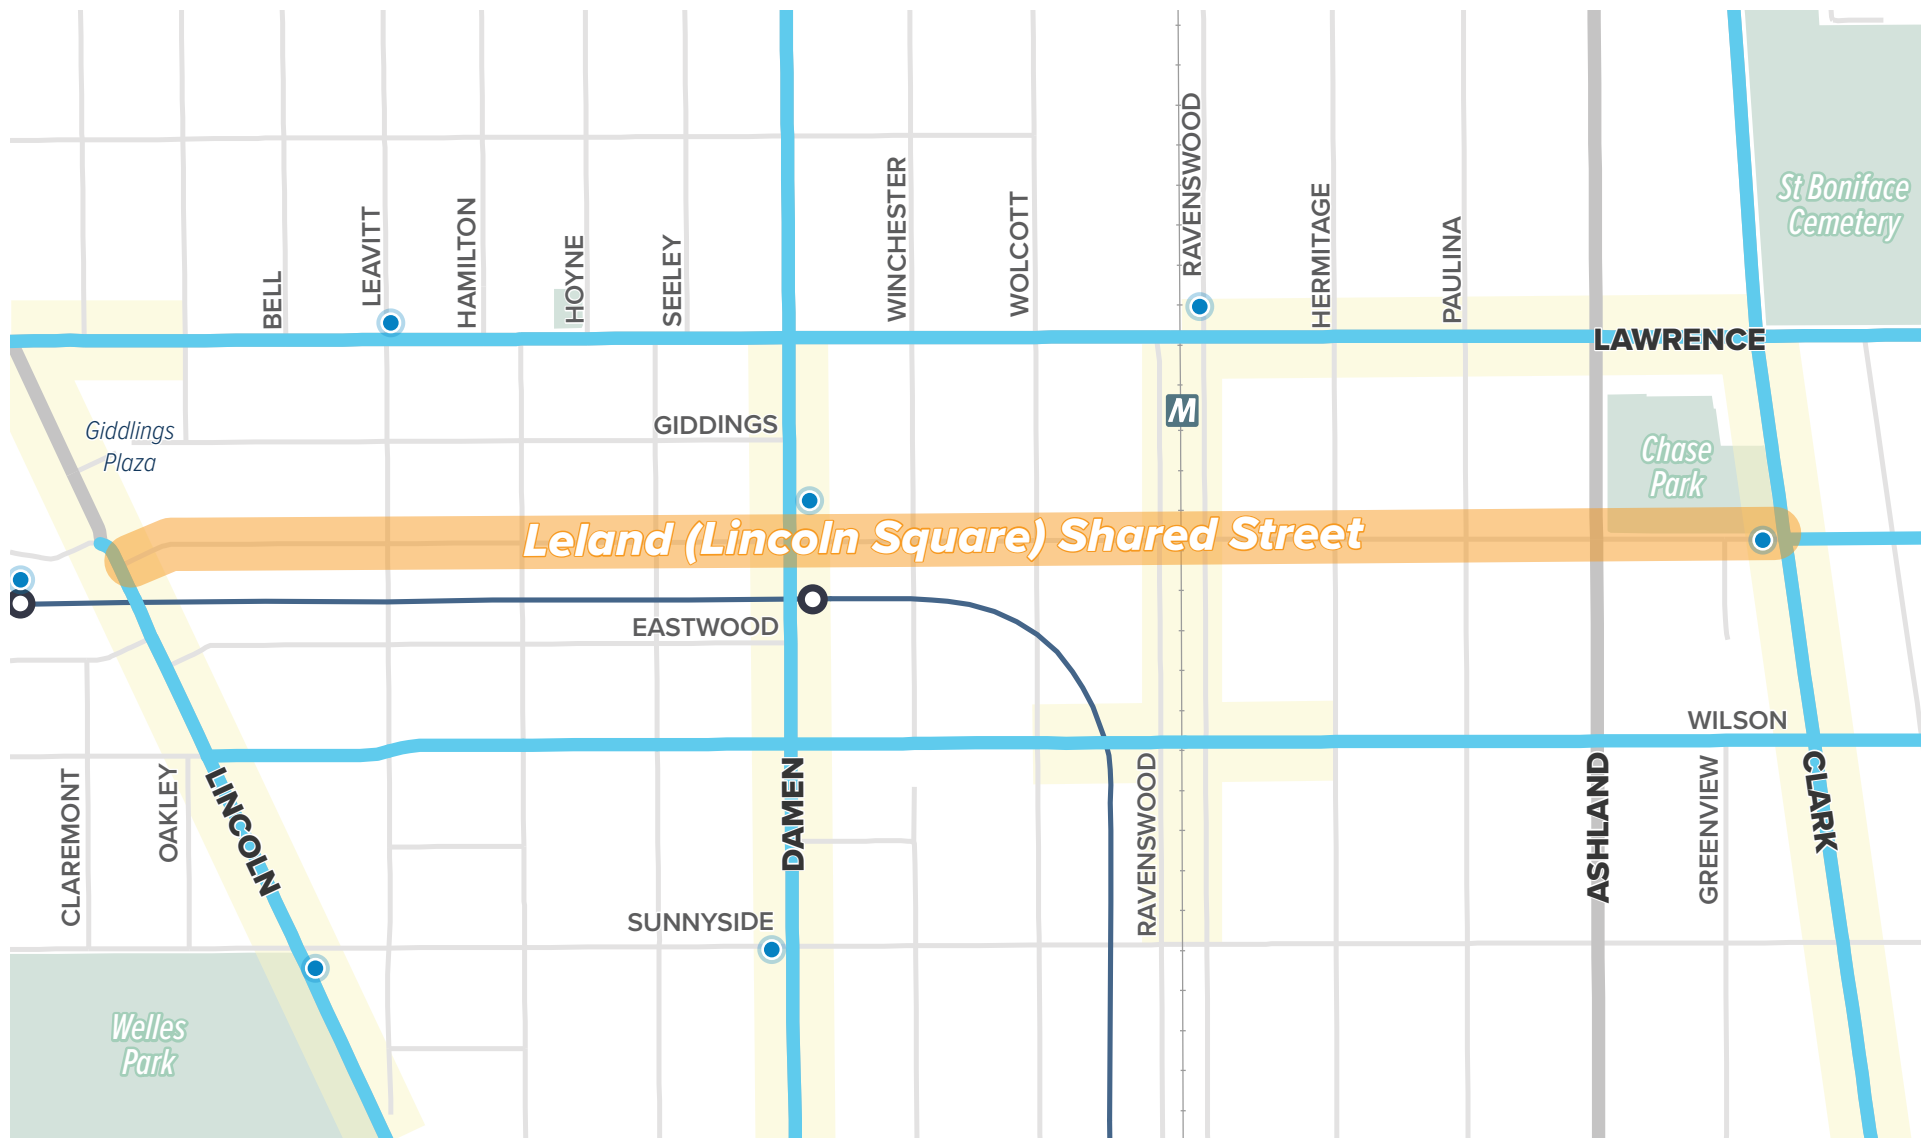 RAVENSWOOD
WINCHESTER
St Boniface
Cemetery
HERMITAGE
WOLCOTT
HAMILTON
LEAVITT
PAULINA
HOYNE
SEELEY
BELL
LAWRENCE
GIDDINGS
Giddlings
Plaza
M
Chase
Park
Leland (Lincoln Square) Shared Street
EASTWOOD
WILSON
CLAREMONT
OAKLEY
LINCOLN
DAMEN
RAVENSWOOD
ASHLAND
GREENVIEW
CLARK
SUNNYSIDE
Welles
Park